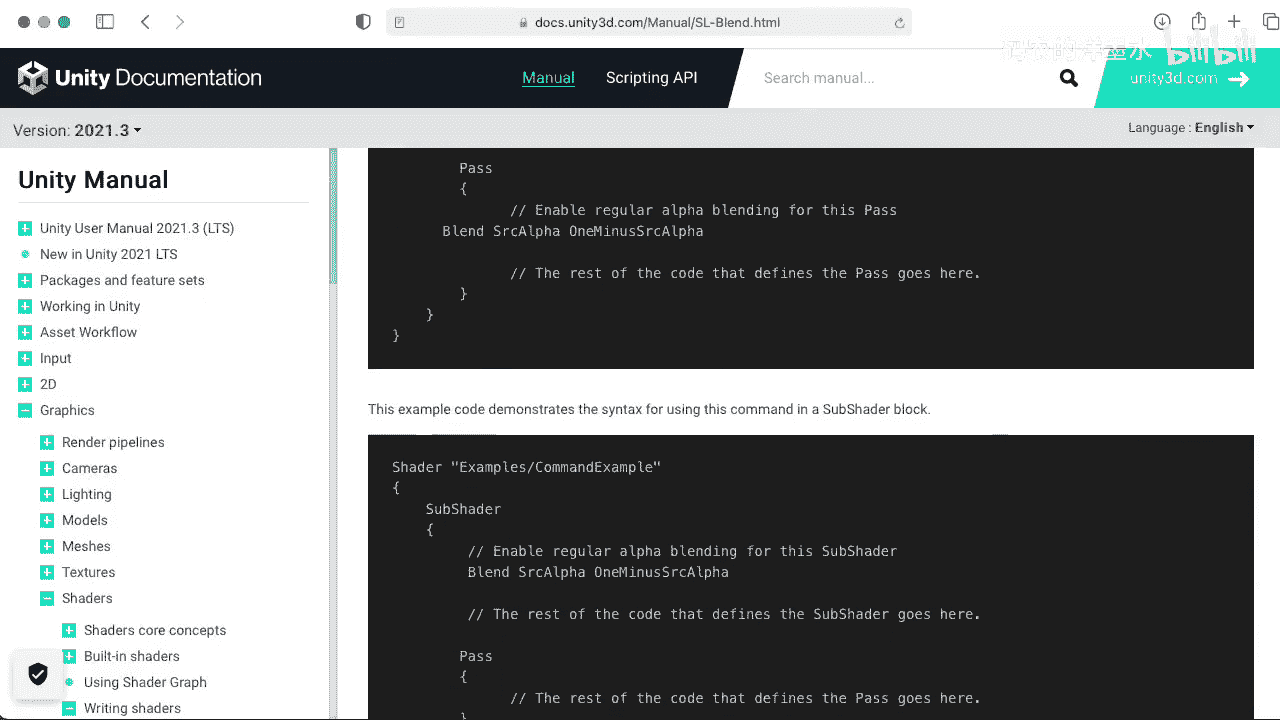 docs.unity3d.com/Manual/SL-Blend.html
的洋墨水 bilibili
Unity Documentation
Manual
Scripting API
Search manual...
unity3d.com
Version: 2021.3
Language : English
Unity Manual
Unity User Manual 2021.3 (LTS)
New in Unity 2021 LTS
Packages and feature sets
Working in Unity
Asset Workflow
Input
2D
Graphics
Render pipelines
Cameras
Lighting
Models
Meshes
Textures
Shaders
Shaders core concepts
Built-in shaders
Using Shader Graph
Writing shaders
Pass
{
// Enable regular alpha blending for this Pass
Blend SrcAlpha OneMinusSrcAlpha
// The rest of the code that defines the Pass goes here.
}
}
}
This example code demonstrates the syntax for using this command in a SubShader block.
Shader "Examples/CommandExample"
{
SubShader
{
// Enable regular alpha blending for this SubShader
Blend SrcAlpha OneMinusSrcAlpha
// The rest of the code that defines the SubShader goes here.
Pass
{
// The rest of the code that defines the Pass goes here.
}